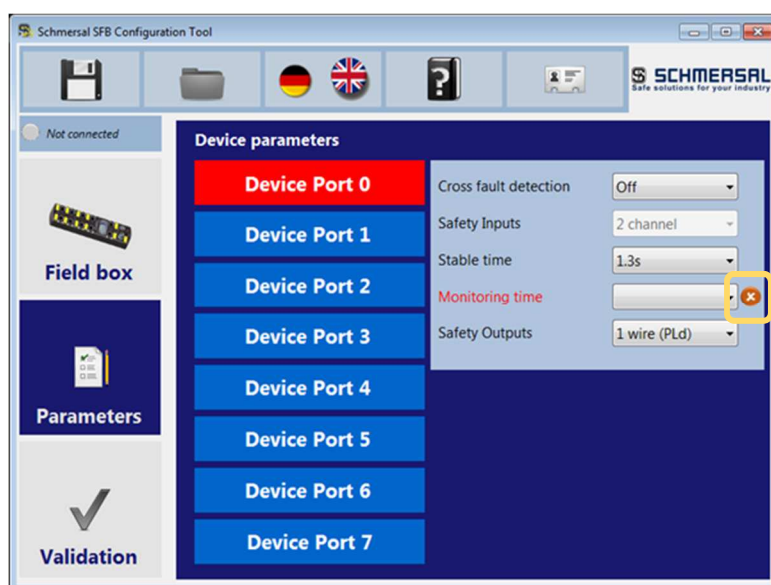 Schmersal SFB Configuration Tool
SCHMERSAL
Safe solutions for your industry
Not connected
Field box
Parameters
Validation
Device parameters
Device Port 0
Device Port 1
Device Port 2
Device Port 3
Device Port 4
Device Port 5
Device Port 6
Device Port 7
Cross fault detection Off
Safety Inputs 2 channel
Stable time 1.3s
Monitoring time
Safety Outputs 1 wire (PLd)